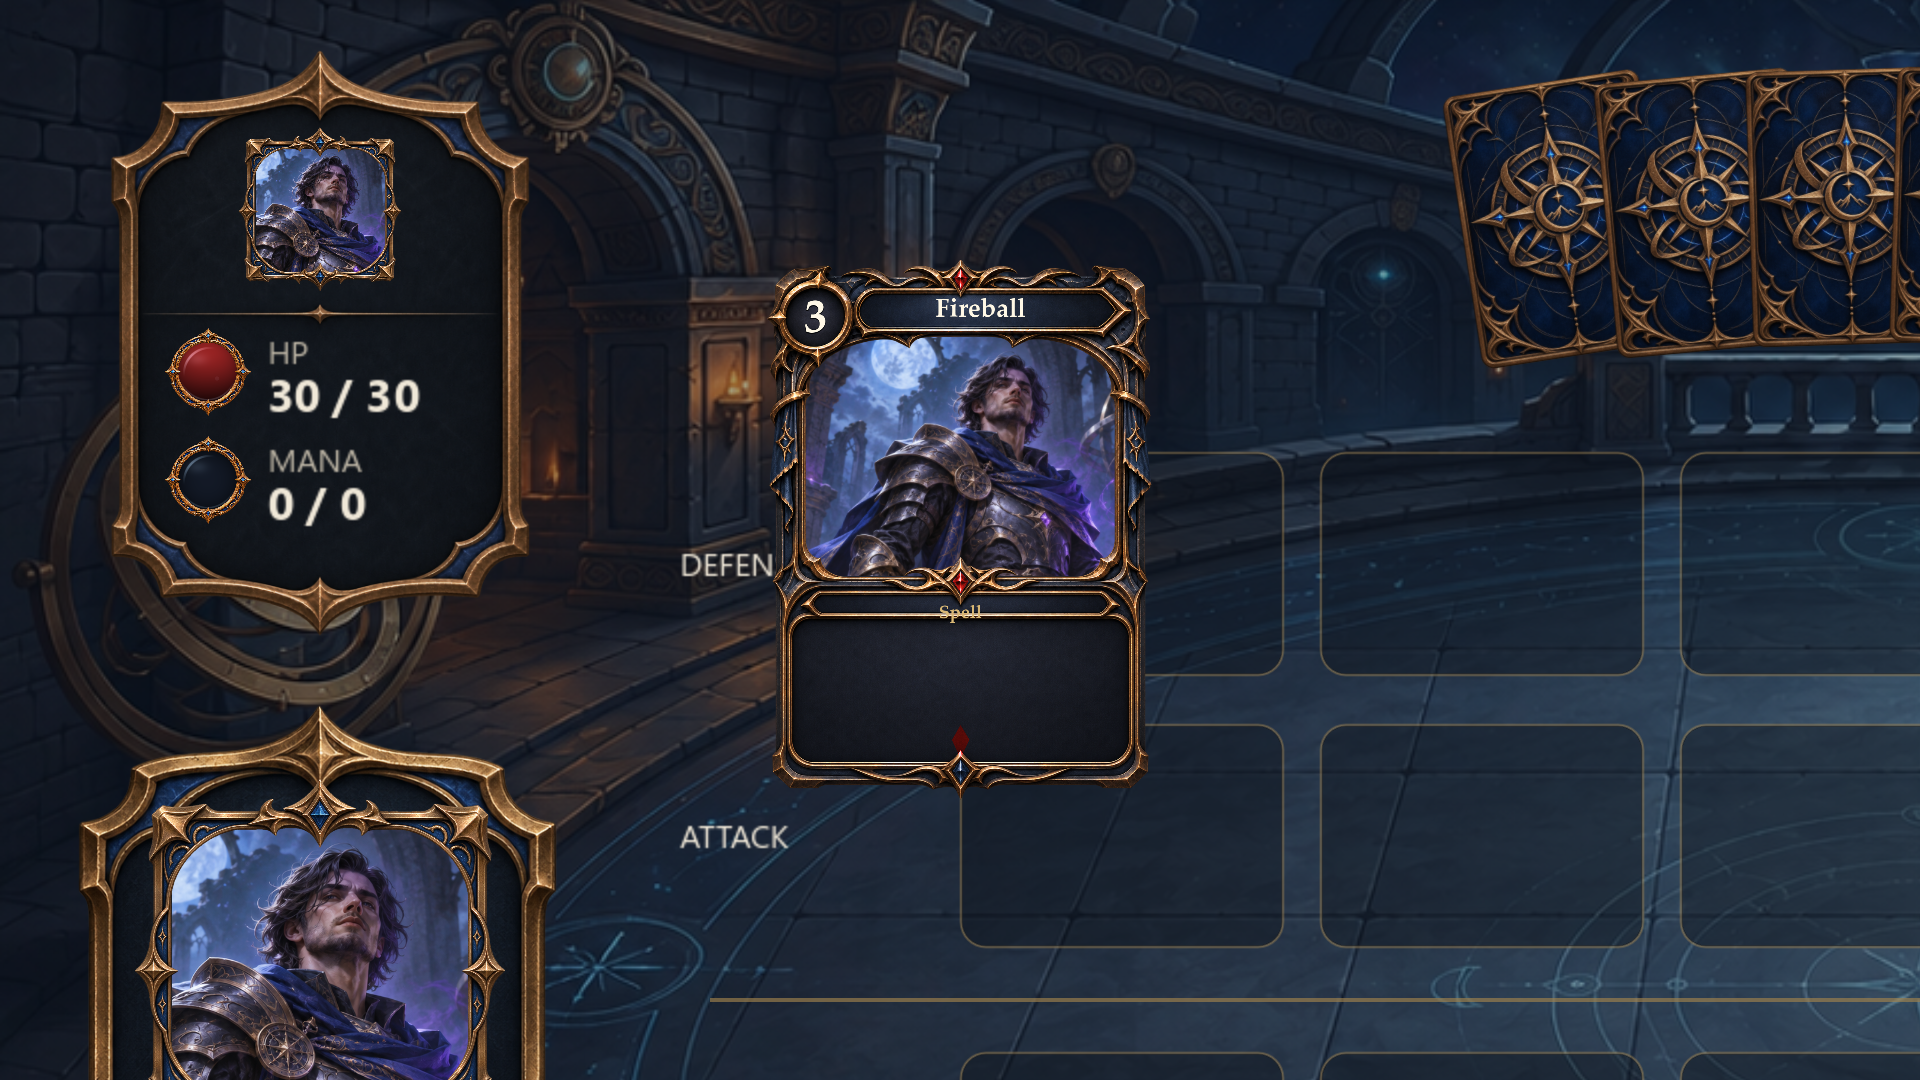 HP
30 / 30
MANA
0 / 0
3
Fireball
Spell
DEFEN
ATTACK